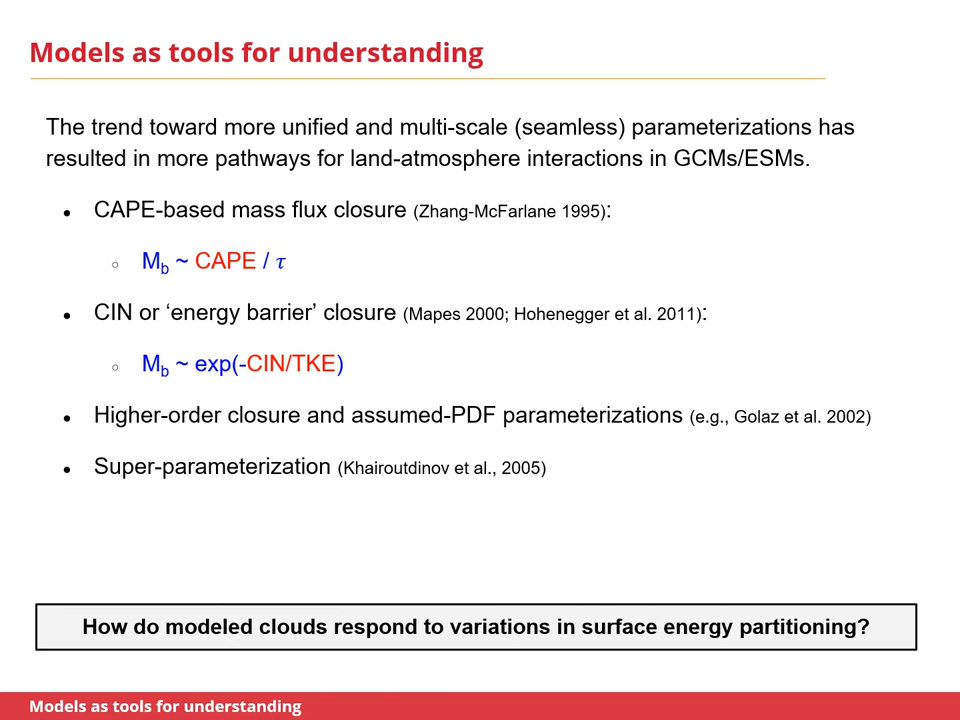 Models as tools for understanding
The trend toward more unified and multi-scale (seamless) parameterizations has
resulted in more pathways for land-atmosphere interactions in GCMs/ESMs.
● CAPE-based mass flux closure (Zhang-McFarlane 1995):
○ Mb ~ CAPE / τ
● CIN or ‘energy barrier’ closure (Mapes 2000; Hohenegger et al. 2011):
○ Mb ~ exp(-CIN/TKE)
● Higher-order closure and assumed-PDF parameterizations (e.g., Golaz et al. 2002)
● Super-parameterization (Khairoutdinov et al., 2005)
How do modeled clouds respond to variations in surface energy partitioning?
Models as tools for understanding